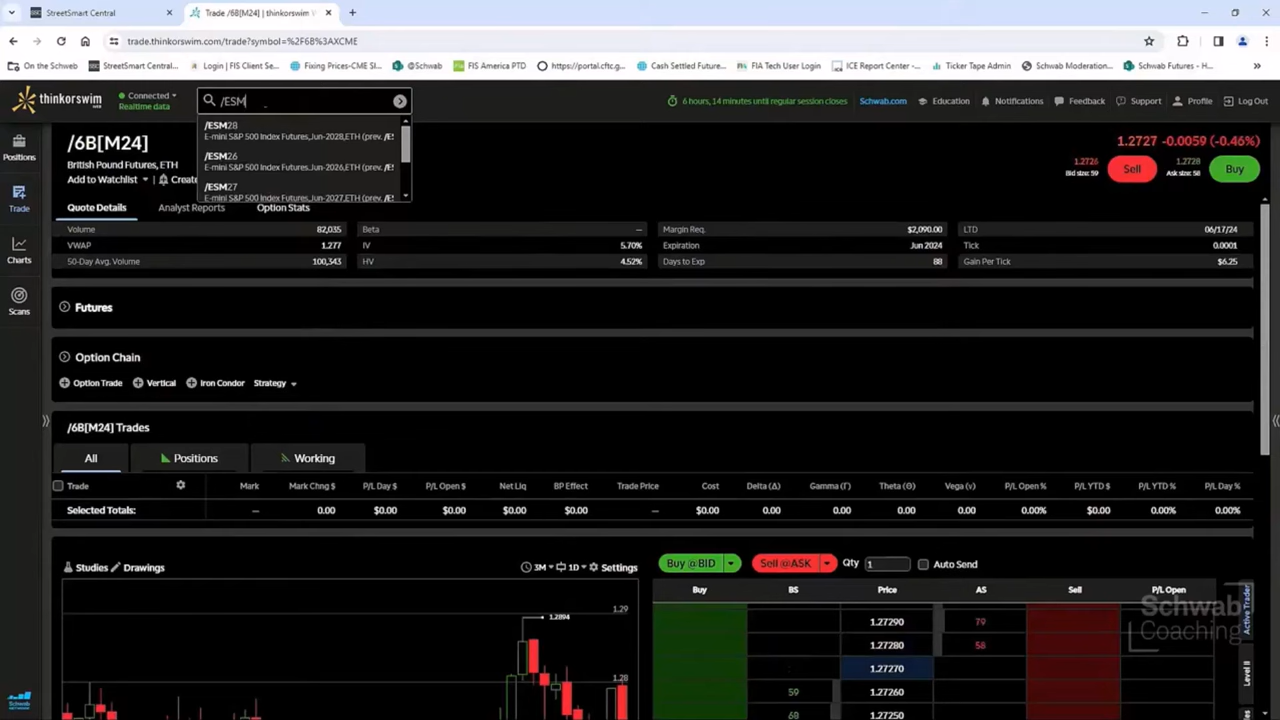 StreetSmart Central
Trade /6B[M24] | thinkorswim
trade.thinkorswim.com/trade?symbol=%2F6B%3AXCME
On the Schweb
StreetSmart Central...
Login | FIS Client Se...
Fixing Prices-CME Sl...
@Schwab
FIS America PTD
https://portal.cftc.g...
Cash Settled Future...
FIA Tech User Login
ICE Report Center -...
Ticker Tape Admin
Schwab Moderation...
Schwab Futures - H...
thinkorswim
Connected
Realtime data
/ESM
6 hours, 14 minutes until regular session closes
Schwab.com
Education
Notifications
Feedback
Support
Profile
Log Out
/ESM28
E-mini S&P 500 Index Futures,Jun-2028,ETH (prev. /E
/ESM26
E-mini S&P 500 Index Futures,Jun-2026,ETH (prev. /E
/ESM27
E-mini S&P 500 Index Futures,Jun-2027,ETH (prev. /E
Positions
Trade
Charts
Scans
/6B[M24]
British Pound Futures, ETH
Add to Watchlist
Create
1.2727 -0.0059 (-0.46%)
1.2726
Bid size: 59
Sell
1.2728
Ask size: 58
Buy
Quote Details
Analyst Reports
Option Stats
Volume 82,035 Beta -- Margin Req. $2,090.00 LTD 06/17/24
VWAP 1.277 IV 5.70% Expiration Jun 2024 Tick 0.0001
50-Day Avg. Volume 100,343 HV 4.52% Days to Exp 88 Gain Per Tick $6.25
Futures
Option Chain
Option Trade Vertical Iron Condor Strategy
/6B[M24] Trades
All Positions Working
Trade Mark Mark Chng $ P/L Day $ P/L Open $ Net Liq BP Effect Trade Price Cost Delta (Δ) Gamma (Γ) Theta (Θ) Vega (ν) P/L Open % P/L YTD $ P/L YTD % P/L Day %
Selected Totals: -- 0.00 $0.00 $0.00 $0.00 $0.00 -- $0.00 0.00 0.00 0.00 0.00 0.00% $0.00 0.00% 0.00%
Studies Drawings 3M 1D Settings
Buy @BID Sell @ASK Qty 1 Auto Send
Buy BS Price AS Sell P/L Open
1.29
1.2894
1.28
1.27290 79
1.27280 58
1.27270
59 1.27260
68 1.27250
Active Trader
Level II
Schwab
Coaching
Schwab